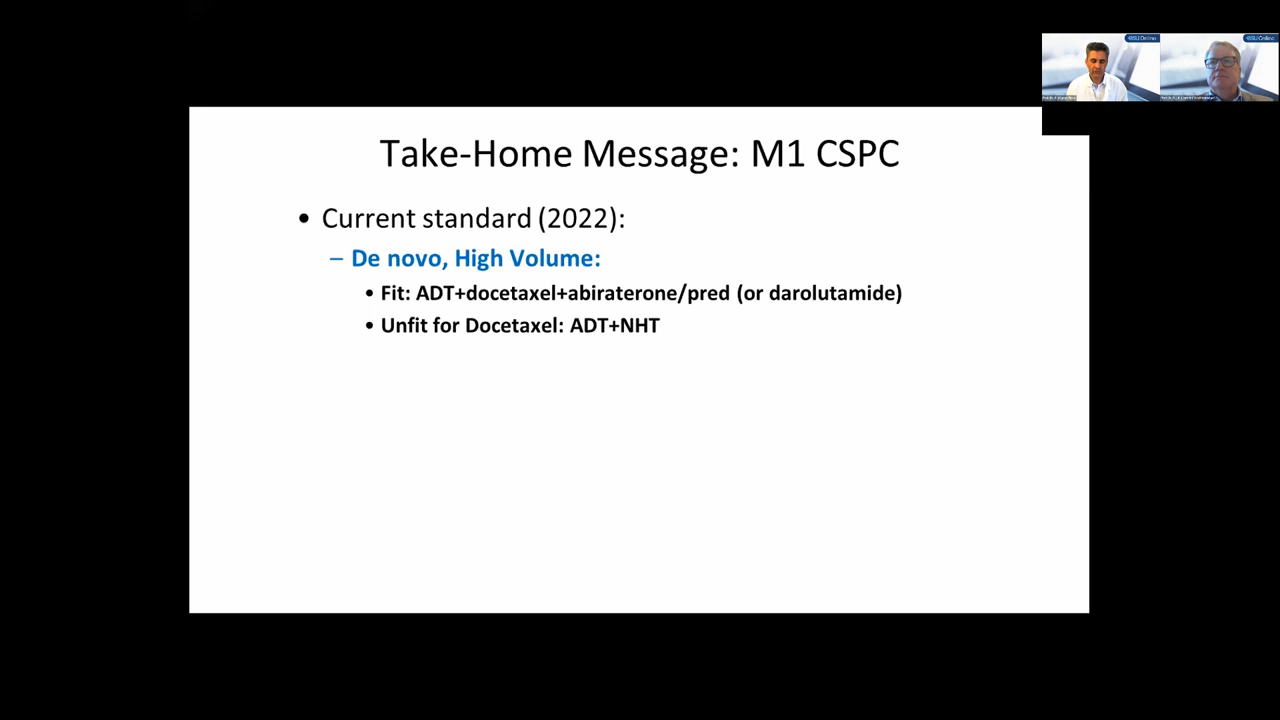 Take-Home Message: M1 CSPC
• Current standard (2022):
– De novo, High Volume:
• Fit: ADT+docetaxel+abiraterone/pred (or darolutamide)
• Unfit for Docetaxel: ADT+NHT